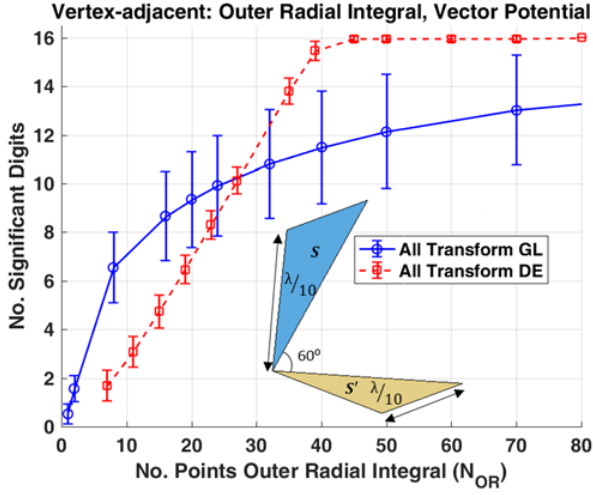 Vertex-adjacent: Outer Radial Integral, Vector Potential
16
14
12
10
8
6
4
2
0
No. Significant Digits
S
λ/10
60°
S' λ/10
All Transform GL
All Transform DE
0 10 20 30 40 50 60 70 80
No. Points Outer Radial Integral (N_OR)